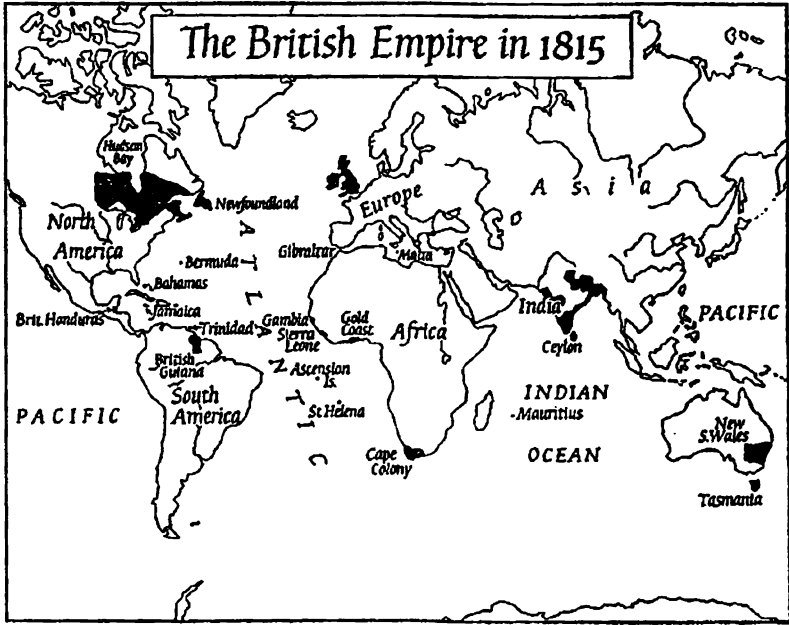 The British Empire in 1815
Hudson
Bay
Newfoundland
North
America
Bermuda
Bahamas
Jamaica
Brit. Honduras
Trinidad
British
Guiana
South
America
PACIFIC
ATLANTIC
Europe
Gibraltar
Malta
Gambia
Sierra
Leone
Gold
Coast
Africa
Ascension
Is.
St Helena
Cape
Colony
Asia
India
Ceylon
INDIAN
Mauritius
OCEAN
PACIFIC
New
S.Wales
Tasmania